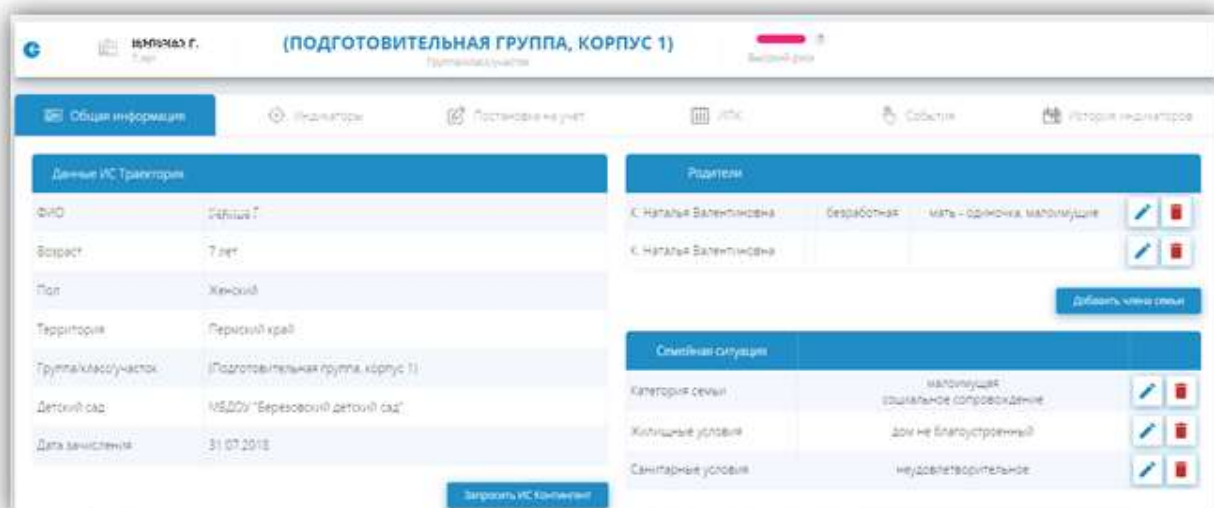 Г.
7 лет
(ПОДГОТОВИТЕЛЬНАЯ ГРУППА, КОРПУС 1)
Группа/класс/участок
Высокий риск
Общая информация
Индикаторы
Постановка на учет
ИПК
События
История индикаторов
Данные ИС Траектория
ФИО
Г
Возраст
7 лет
Пол
Женский
Территория
Пермский край
Группа/класс/участок
(Подготовительная группа, корпус 1)
Детский сад
МБДОУ "Березовский детский сад"
Дата зачисления
31.07.2018
Запросить ИС Контингент
Родители
К. Наталья Валентиновна
безработная
мать - одиночка, малоимущие
К. Наталья Валентиновна
Добавить члена семьи
Семейная ситуация
Категория семьи
малоимущая
социальное сопровождение
Жилищные условия
дом не благоустроенный
Санитарные условия
неудовлетворительное